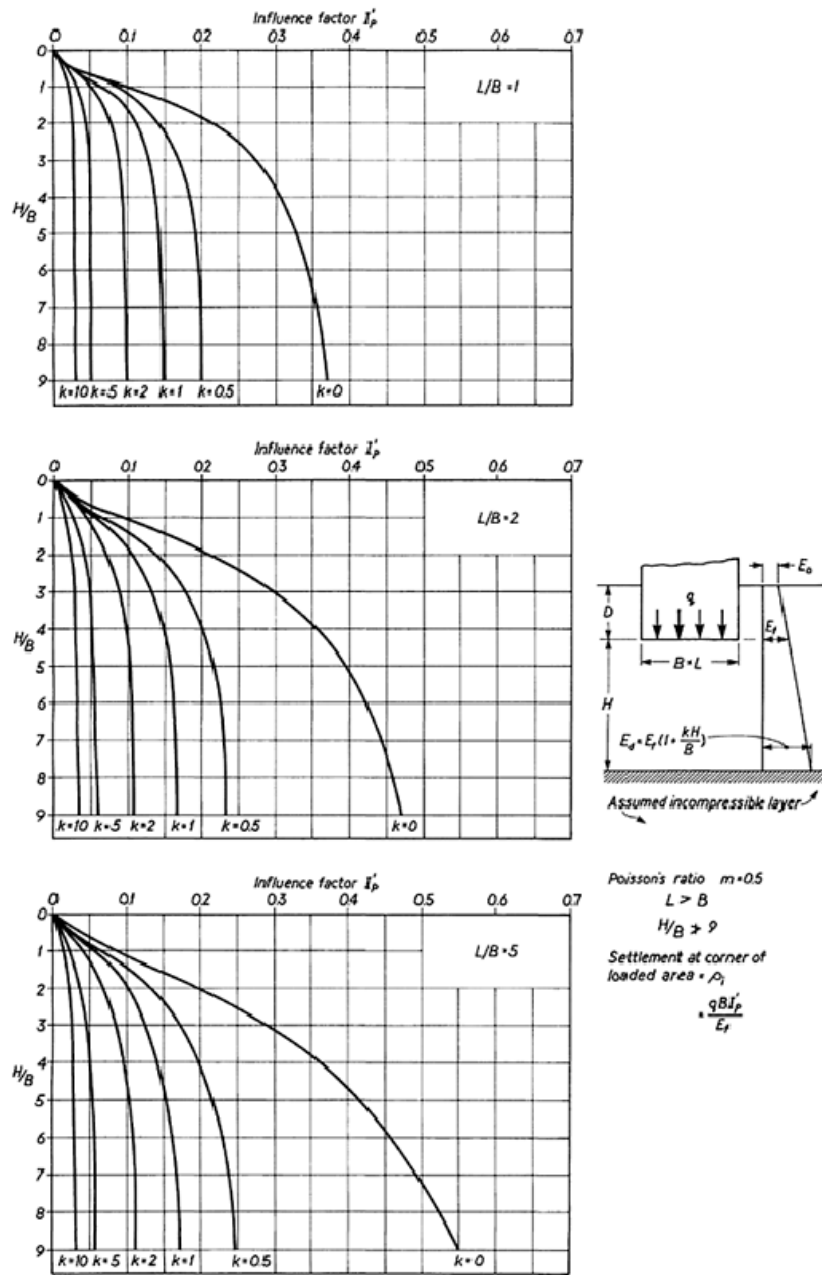 Influence factor I'ρ
0 0.1 0.2 0.3 0.4 0.5 0.6 0.7
0
1
2
3
4
H/B
5
6
7
8
9
L/B = 1
k=10 k=5 k=2 k=1 k=0.5 k=0
Influence factor I'ρ
0 0.1 0.2 0.3 0.4 0.5 0.6 0.7
0
1
2
3
4
H/B
5
6
7
8
9
L/B = 2
k=10 k=5 k=2 k=1 k=0.5 k=0
Influence factor I'ρ
0 0.1 0.2 0.3 0.4 0.5 0.6 0.7
0
1
2
3
4
H/B
5
6
7
8
9
L/B = 5
k=10 k=5 k=2 k=1 k=0.5 k=0
E₀
D
q
E_f
B × L
H
E_d = E_f (1 + kH/B)
Assumed incompressible layer
Poisson's ratio m = 0.5
L > B
H/B ≯ 9
Settlement at corner of
loaded area = ρᵢ
= qBI'ρ/E_f